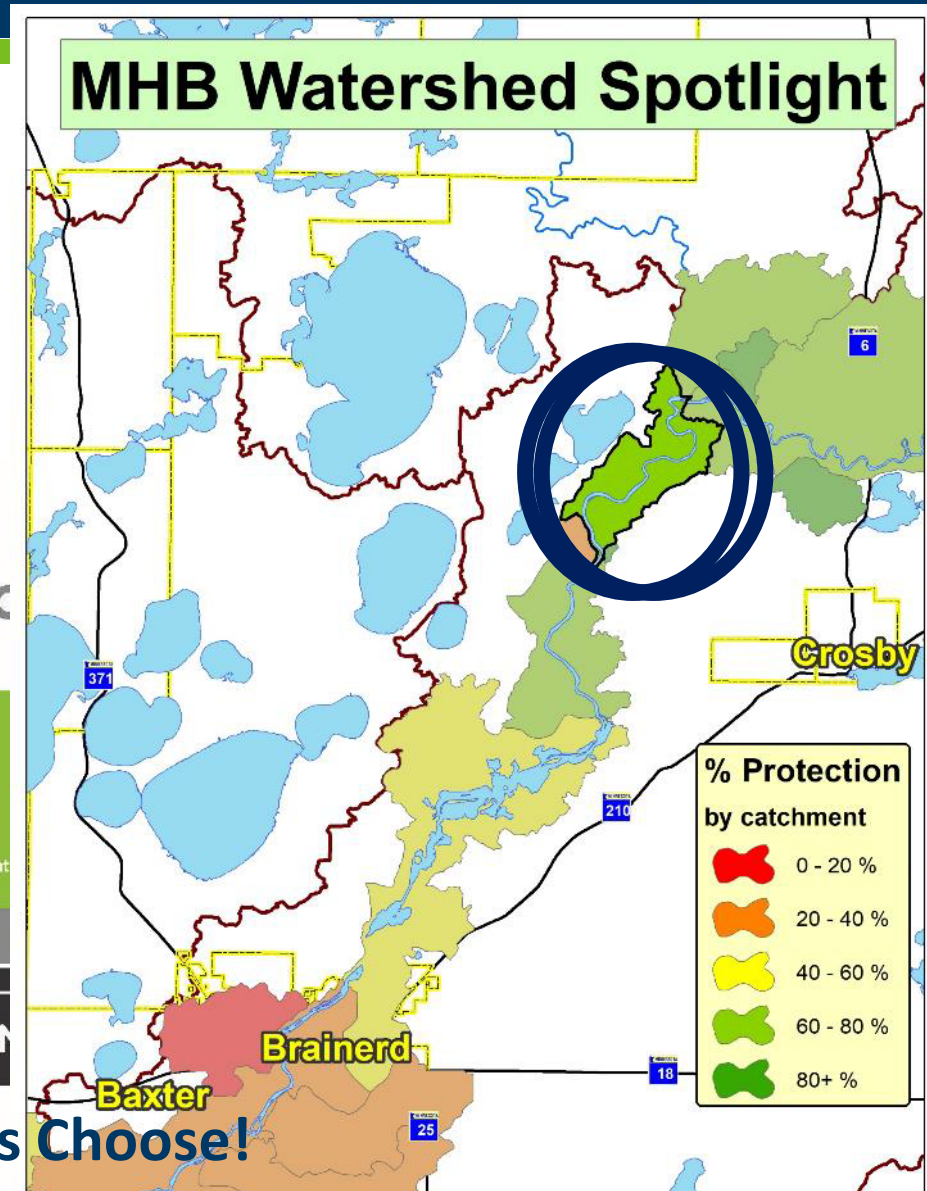 MHB Watershed Spotlight
6
371
Crosby
210
% Protection
by catchment
0 - 20 %
20 - 40 %
40 - 60 %
60 - 80 %
80+ %
Brainerd
18
Baxter
25
s Choose!